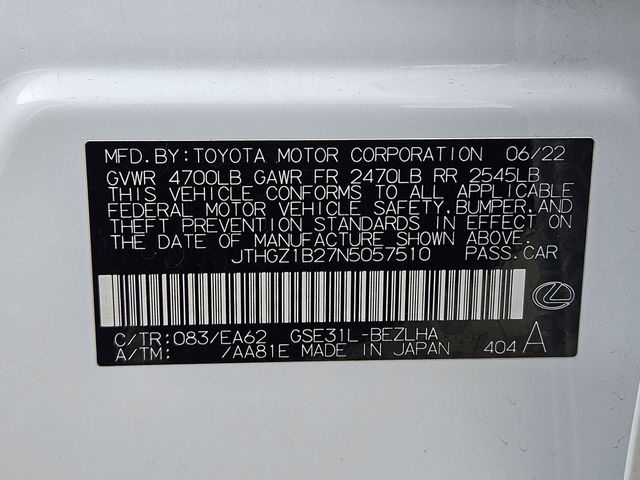 MFD.BY:TOYOTA MOTOR CORPORATION 06/22
GVWR 4700LB GAWR FR 2470LB RR 2545LB
THIS VEHICLE CONFORMS TO ALL APPLICABLE
FEDERAL MOTOR VEHICLE SAFETY,BUMPER,AND
THEFT PREVENTION STANDARDS IN EFFECT ON
THE DATE OF MANUFACTURE SHOWN ABOVE.
JTHGZ1B27N5057510 PASS.CAR
C/TR:083/EA62 GSE31L-BEZLHA
A/TM: /AA81E MADE IN JAPAN 404 A